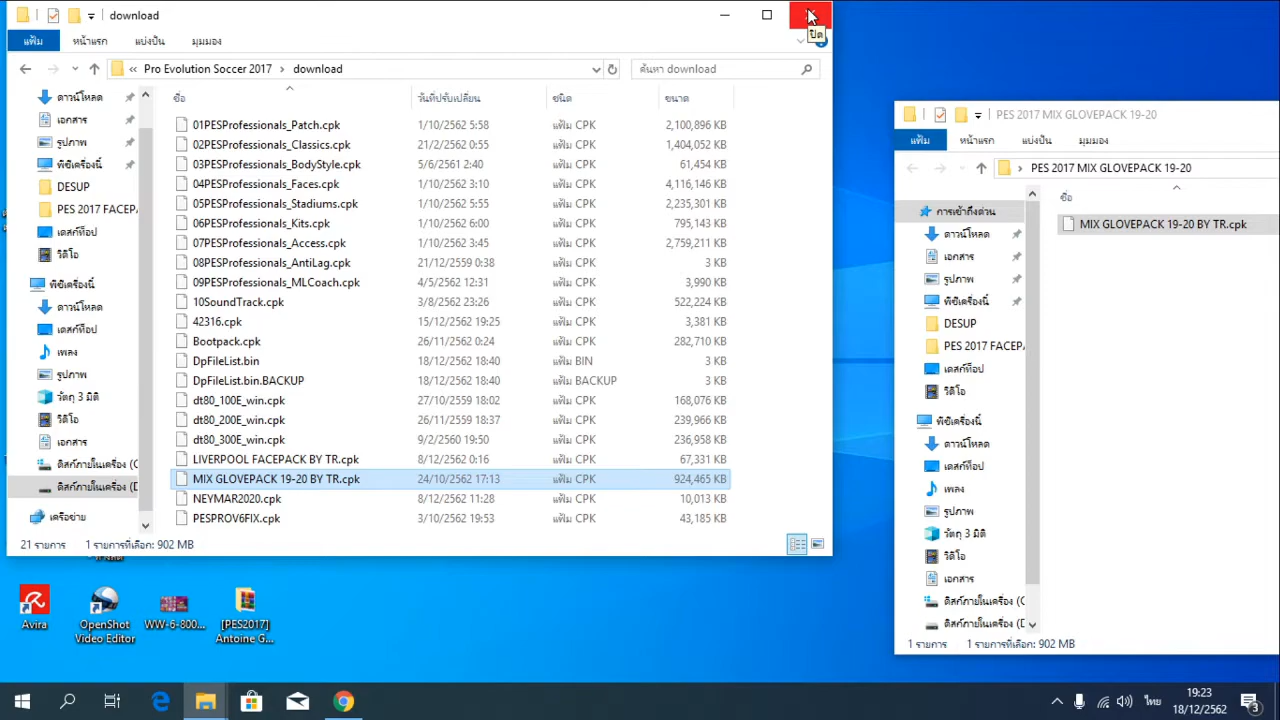 download
ปิด
แฟ้ม หน้าแรก แบ่งปัน มุมมอง
« Pro Evolution Soccer 2017 › download
ค้นหา download
ชื่อ วันที่ปรับเปลี่ยน ชนิด ขนาด
ดาวน์โหลด
เอกสาร
รูปภาพ
พีซีเครื่องนี้
DESUP
PES 2017 FACEP
เดสก์ท็อป
วิดีโอ
พีซีเครื่องนี้
ดาวน์โหลด
เดสก์ท็อป
เพลง
รูปภาพ
วัตถุ 3 มิติ
วิดีโอ
เอกสาร
ดิสก์ภายในเครื่อง (C
ดิสก์ภายในเครื่อง (D
เครือข่าย
01PESProfessionals_Patch.cpk 1/10/2562 5:58 แฟ้ม CPK 2,100,896 KB
02PESProfessionals_Classics.cpk 21/2/2562 0:55 แฟ้ม CPK 1,404,052 KB
03PESProfessionals_BodyStyle.cpk 5/6/2561 2:40 แฟ้ม CPK 61,454 KB
04PESProfessionals_Faces.cpk 1/10/2562 3:10 แฟ้ม CPK 4,116,146 KB
05PESProfessionals_Stadiums.cpk 1/10/2562 5:55 แฟ้ม CPK 2,235,301 KB
06PESProfessionals_Kits.cpk 1/10/2562 6:00 แฟ้ม CPK 795,143 KB
07PESProfessionals_Access.cpk 1/10/2562 3:45 แฟ้ม CPK 2,759,211 KB
08PESProfessionals_AntiLag.cpk 21/12/2559 0:38 แฟ้ม CPK 3 KB
09PESProfessionals_MLCoach.cpk 4/5/2562 12:31 แฟ้ม CPK 3,990 KB
10SoundTrack.cpk 3/8/2562 23:26 แฟ้ม CPK 522,224 KB
42316.cpk 15/12/2562 19:25 แฟ้ม CPK 3,381 KB
Bootpack.cpk 26/11/2562 0:24 แฟ้ม CPK 282,710 KB
DpFileList.bin 18/12/2562 18:40 แฟ้ม BIN 3 KB
DpFileList.bin.BACKUP 18/12/2562 18:40 แฟ้ม BACKUP 3 KB
dt80_100E_win.cpk 27/10/2559 18:02 แฟ้ม CPK 168,076 KB
dt80_200E_win.cpk 26/11/2559 18:37 แฟ้ม CPK 239,966 KB
dt80_300E_win.cpk 9/2/2560 19:50 แฟ้ม CPK 236,958 KB
LIVERPOOL FACEPACK BY TR.cpk 8/12/2562 0:16 แฟ้ม CPK 67,331 KB
MIX GLOVEPACK 19-20 BY TR.cpk 24/10/2562 17:13 แฟ้ม CPK 924,465 KB
NEYMAR2020.cpk 8/12/2562 11:28 แฟ้ม CPK 10,013 KB
PESPROV6FIX.cpk 3/10/2562 19:53 แฟ้ม CPK 43,185 KB
21 รายการ 1 รายการที่เลือก: 902 MB
PES 2017 MIX GLOVEPACK 19-20
แฟ้ม หน้าแรก แบ่งปัน มุมมอง
› PES 2017 MIX GLOVEPACK 19-20
ชื่อ
การเข้าถึงด่วน
ดาวน์โหลด
เอกสาร
รูปภาพ
พีซีเครื่องนี้
DESUP
PES 2017 FACEP
เดสก์ท็อป
วิดีโอ
พีซีเครื่องนี้
ดาวน์โหลด
เดสก์ท็อป
เพลง
รูปภาพ
วัตถุ 3 มิติ
วิดีโอ
เอกสาร
ดิสก์ภายในเครื่อง (C
ดิสก์ภายในเครื่อง (D
MIX GLOVEPACK 19-20 BY TR.cpk
1 รายการ 1 รายการที่เลือก: 902 MB
Avira
OpenShot
Video Editor
WW-6-800...
[PES2017]
Antoine G...
ไทย
19:23
18/12/2562
3